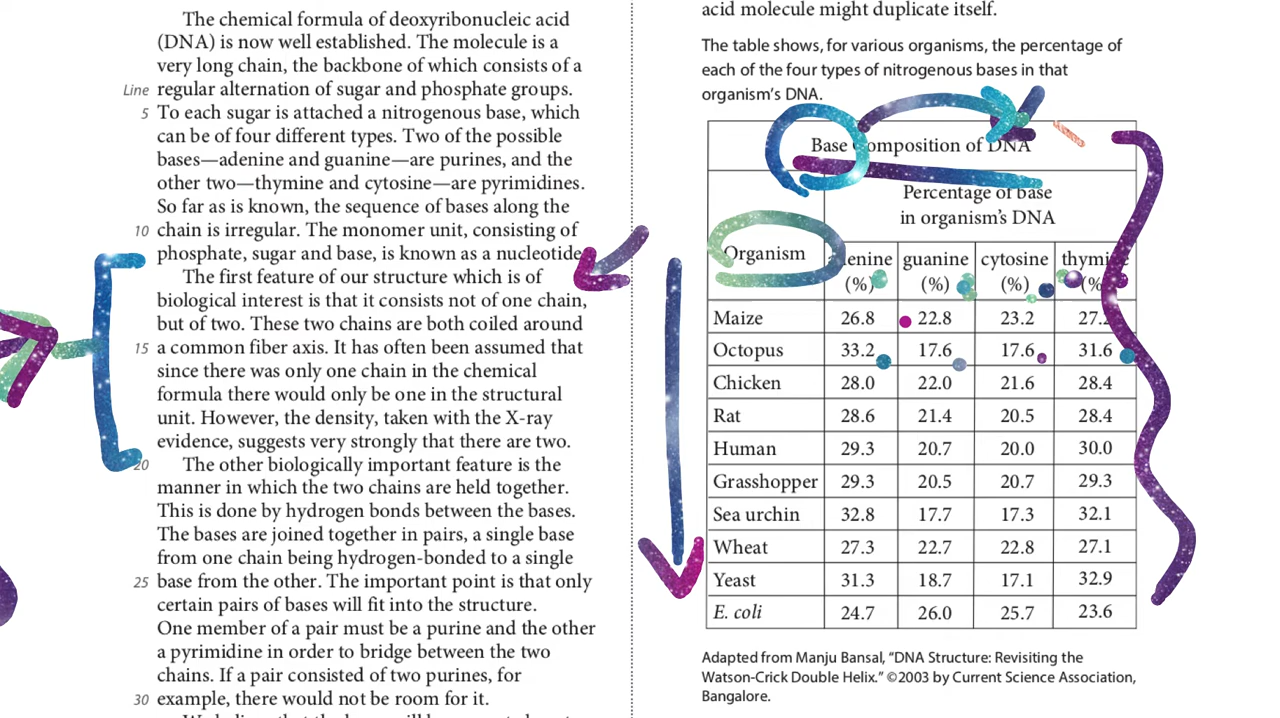 The chemical formula of deoxyribonucleic acid
(DNA) is now well established. The molecule is a
very long chain, the backbone of which consists of a
Line regular alternation of sugar and phosphate groups.
5 To each sugar is attached a nitrogenous base, which
can be of four different types. Two of the possible
bases—adenine and guanine—are purines, and the
other two—thymine and cytosine—are pyrimidines.
So far as is known, the sequence of bases along the
10 chain is irregular. The monomer unit, consisting of
phosphate, sugar and base, is known as a nucleotide
The first feature of our structure which is of
biological interest is that it consists not of one chain,
but of two. These two chains are both coiled around
15 a common fiber axis. It has often been assumed that
since there was only one chain in the chemical
formula there would only be one in the structural
unit. However, the density, taken with the X-ray
evidence, suggests very strongly that there are two.
20 The other biologically important feature is the
manner in which the two chains are held together.
This is done by hydrogen bonds between the bases.
The bases are joined together in pairs, a single base
from one chain being hydrogen-bonded to a single
25 base from the other. The important point is that only
certain pairs of bases will fit into the structure.
One member of a pair must be a purine and the other
a pyrimidine in order to bridge between the two
chains. If a pair consisted of two purines, for
30 example, there would not be room for it.
acid molecule might duplicate itself.
The table shows, for various organisms, the percentage of
each of the four types of nitrogenous bases in that
organism's DNA.
Base Composition of DNA
Percentage of base
in organism's DNA
Organism adenine (%) guanine (%) cytosine (%) thymine (%)
Maize 26.8 22.8 23.2 27.2
Octopus 33.2 17.6 17.6 31.6
Chicken 28.0 22.0 21.6 28.4
Rat 28.6 21.4 20.5 28.4
Human 29.3 20.7 20.0 30.0
Grasshopper 29.3 20.5 20.7 29.3
Sea urchin 32.8 17.7 17.3 32.1
Wheat 27.3 22.7 22.8 27.1
Yeast 31.3 18.7 17.1 32.9
E. coli 24.7 26.0 25.7 23.6
Adapted from Manju Bansal, "DNA Structure: Revisiting the
Watson-Crick Double Helix." ©2003 by Current Science Association,
Bangalore.